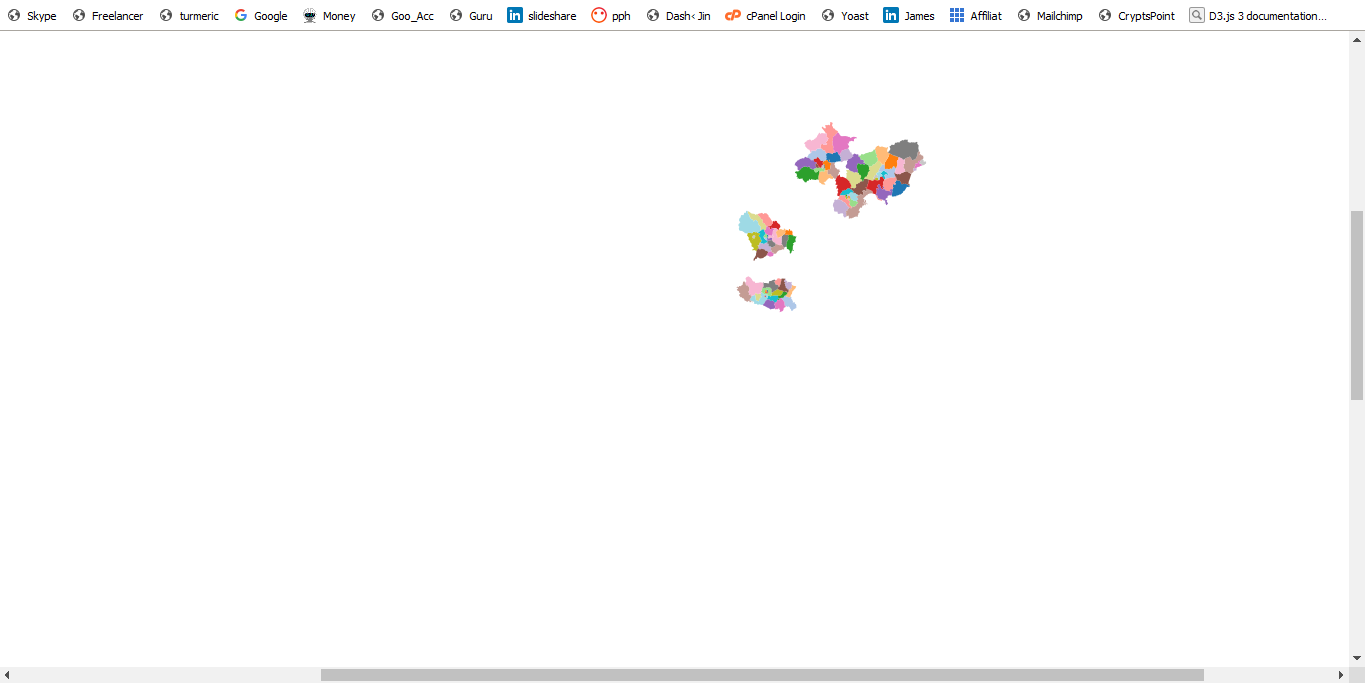 Skype Freelancer turmeric Google Money Goo_Acc Guru slideshare pph Dash‹Jin cPanel Login Yoast James Affiliat Mailchimp CryptsPoint D3.js 3 documentation...